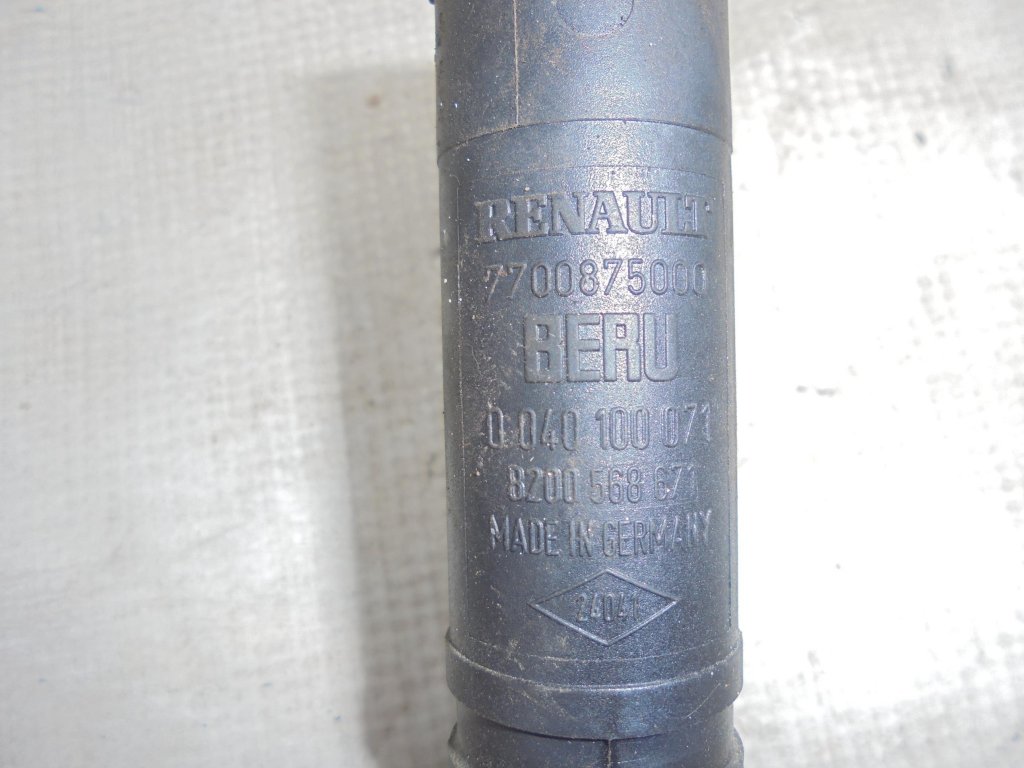 RENAULT
7700875000
BERU
0 040 100 071
8200 568 671
MADE IN GERMANY
24041